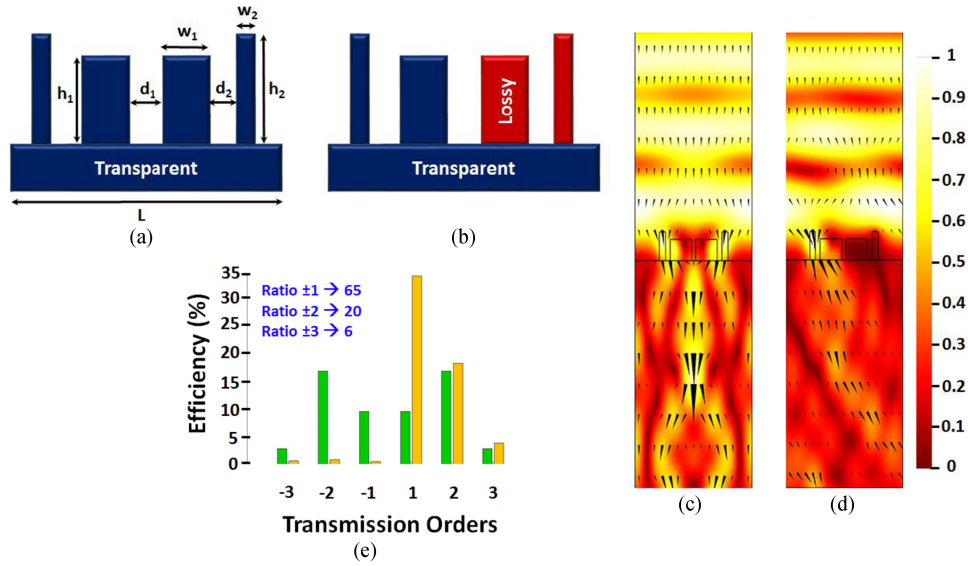 w₂
w₁
h₁
d₁
d₂
h₂
Transparent
L
(a)
Lossy
Transparent
(b)
1
0.9
0.8
0.7
0.6
0.5
0.4
0.3
0.2
0.1
0
(c)
(d)
Efficiency (%)
35
30
25
20
15
10
5
0
Ratio ±1 → 65
Ratio ±2 → 20
Ratio ±3 → 6
-3 -2 -1 1 2 3
Transmission Orders
(e)